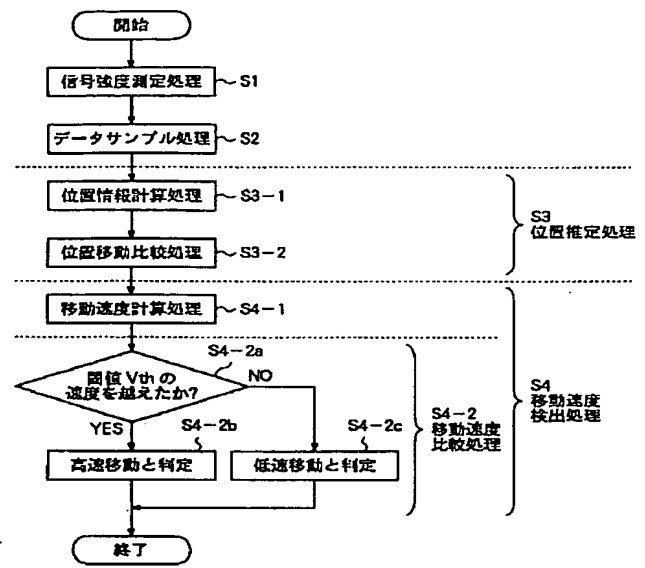 開始
信号強度測定処理 S1
データサンプル処理 S2
位置情報計算処理 S3-1
位置移動比較処理 S3-2
S3
位置推定処理
移動速度計算処理 S4-1
S4-2a
閾値 Vth の
速度を越えたか?
NO
YES
S4-2b
高速移動と判定
S4-2c
低速移動と判定
S4-2
移動速度
比較処理
S4
移動速度
検出処理
終了